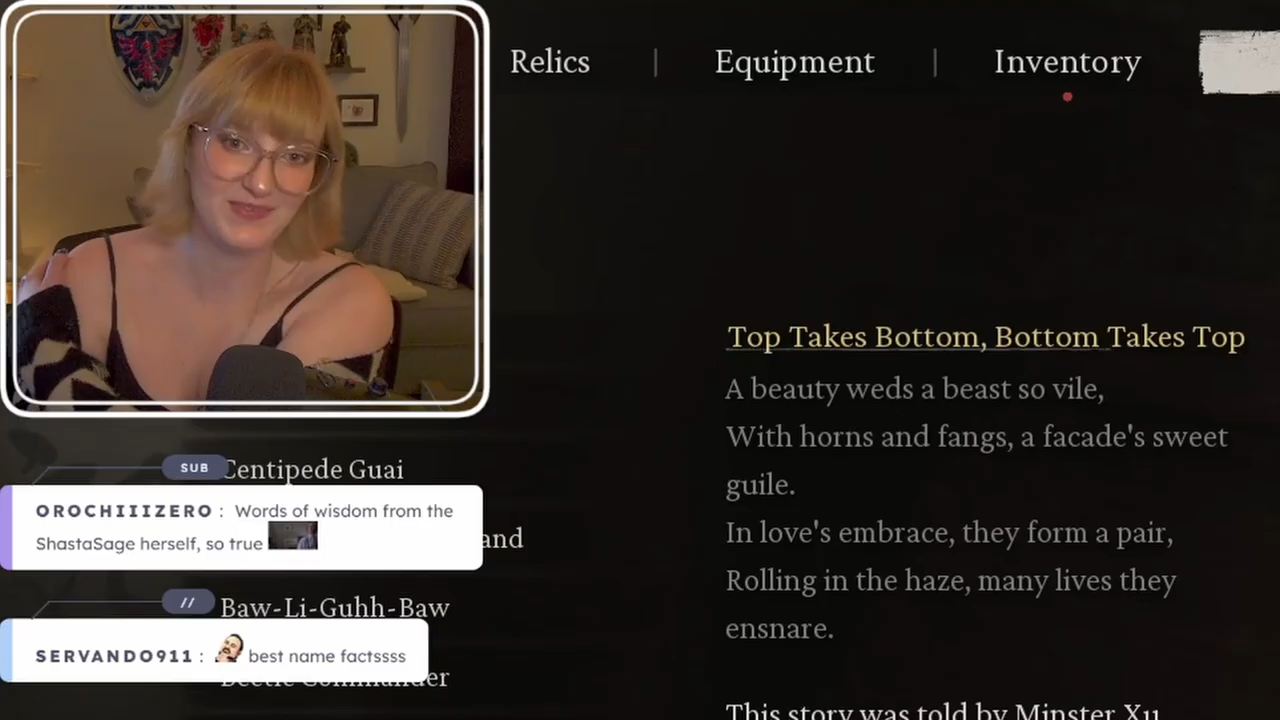 Relics | Equipment | Inventory
Top Takes Bottom, Bottom Takes Top
A beauty weds a beast so vile,
With horns and fangs, a facade's sweet
guile.
In love's embrace, they form a pair,
Rolling in the haze, many lives they
ensnare.
This story was told by Minster Xu
SUB
Centipede Guai
OROCHIIIZERO : Words of wisdom from the
ShastaSage herself, so true
and
//
Baw-Li-Guhh-Baw
SERVANDO911 : best name factssss
Beetle Commander